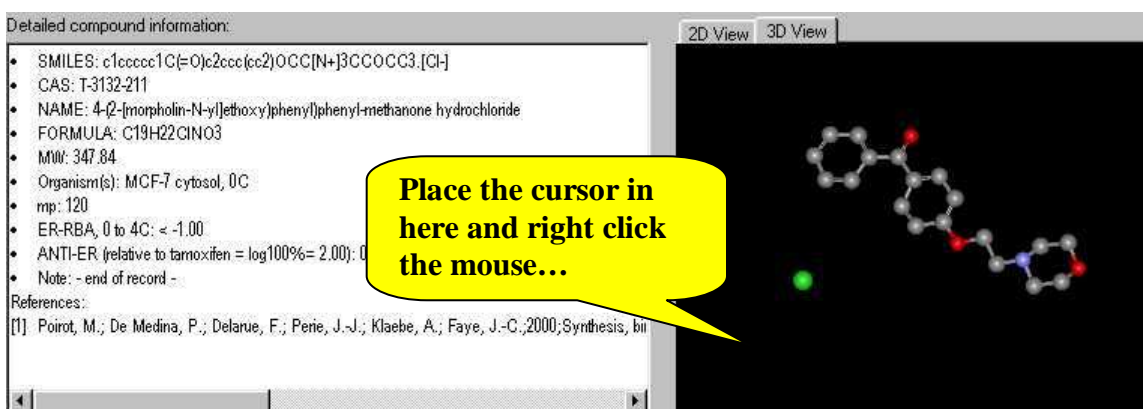 Detailed compound information:
2D View
3D View
• SMILES: c1ccccc1C(=O)c2ccc(cc2)OCC[N+]3CCOCC3.[Cl-]
• CAS: T-3132-211
• NAME: 4-(2-[morpholin-N-yl]ethoxy)phenyl)phenyl-methanone hydrochloride
• FORMULA: C19H22ClNO3
• MW: 347.84
• Organism(s): MCF-7 cytosol, 0C
• mp: 120
• ER-RBA, 0 to 4C: < -1.00
• ANTI-ER (relative to tamoxifen = log100%= 2.00): 0
• Note: - end of record -
References:
[1] Poirot, M.; De Medina, P.; Delarue, F.; Perie, J.-J.; Klaebe, A.; Faye, J.-C.;2000;Synthesis, bi
Place the cursor in
here and right click
the mouse…